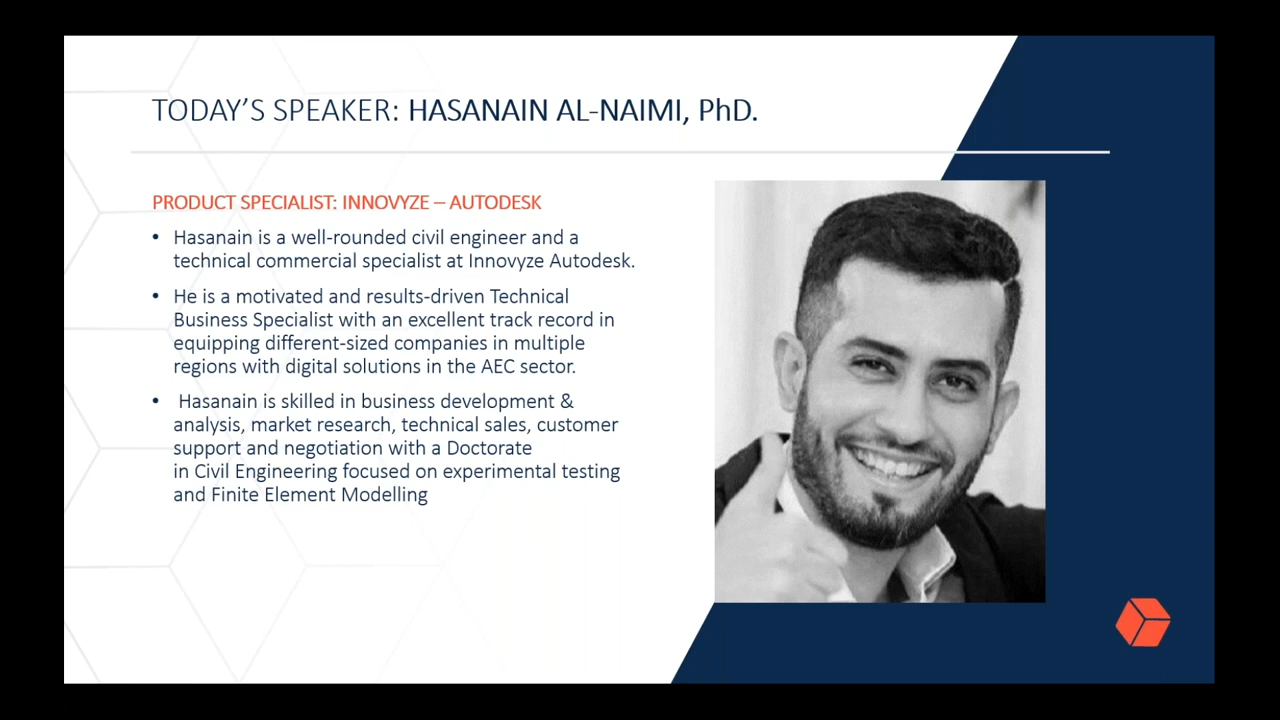 TODAY'S SPEAKER: HASANAIN AL-NAIMI, PhD.
PRODUCT SPECIALIST: INNOVYZE – AUTODESK
• Hasanain is a well-rounded civil engineer and a
technical commercial specialist at Innovyze Autodesk.
• He is a motivated and results-driven Technical
Business Specialist with an excellent track record in
equipping different-sized companies in multiple
regions with digital solutions in the AEC sector.
• Hasanain is skilled in business development &
analysis, market research, technical sales, customer
support and negotiation with a Doctorate
in Civil Engineering focused on experimental testing
and Finite Element Modelling